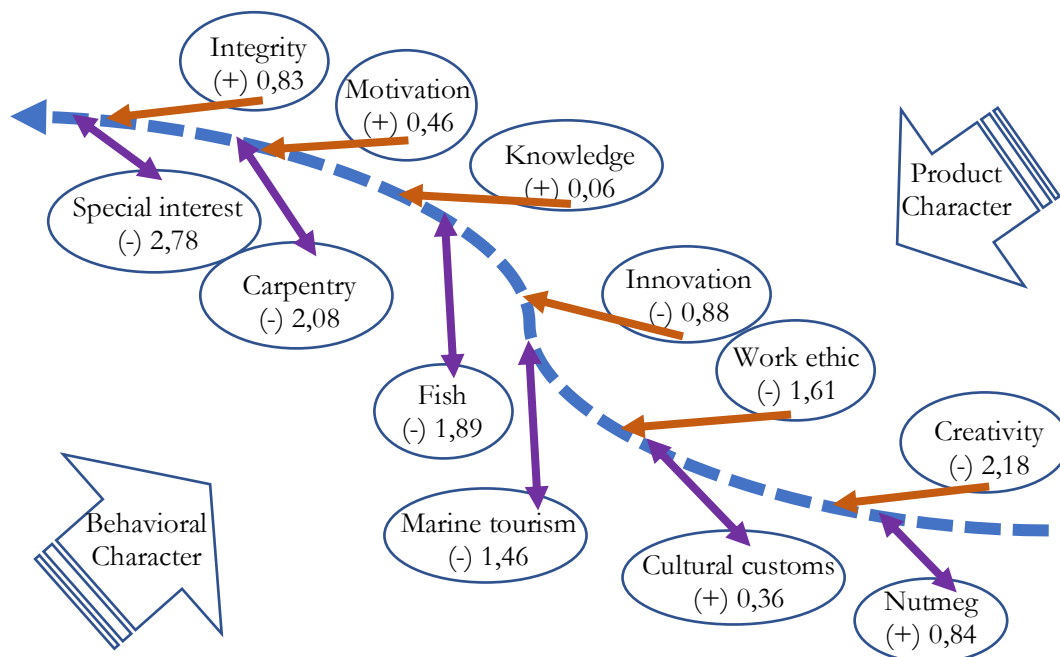 Integrity
(+) 0,83
Motivation
(+) 0,46
Knowledge
(+) 0,06
Product
Character
Special interest
(-) 2,78
Carpentry
(-) 2,08
Innovation
(-) 0,88
Work ethic
(-) 1,61
Fish
(-) 1,89
Creativity
(-) 2,18
Behavioral
Character
Marine tourism
(-) 1,46
Cultural customs
(+) 0,36
Nutmeg
(+) 0,84